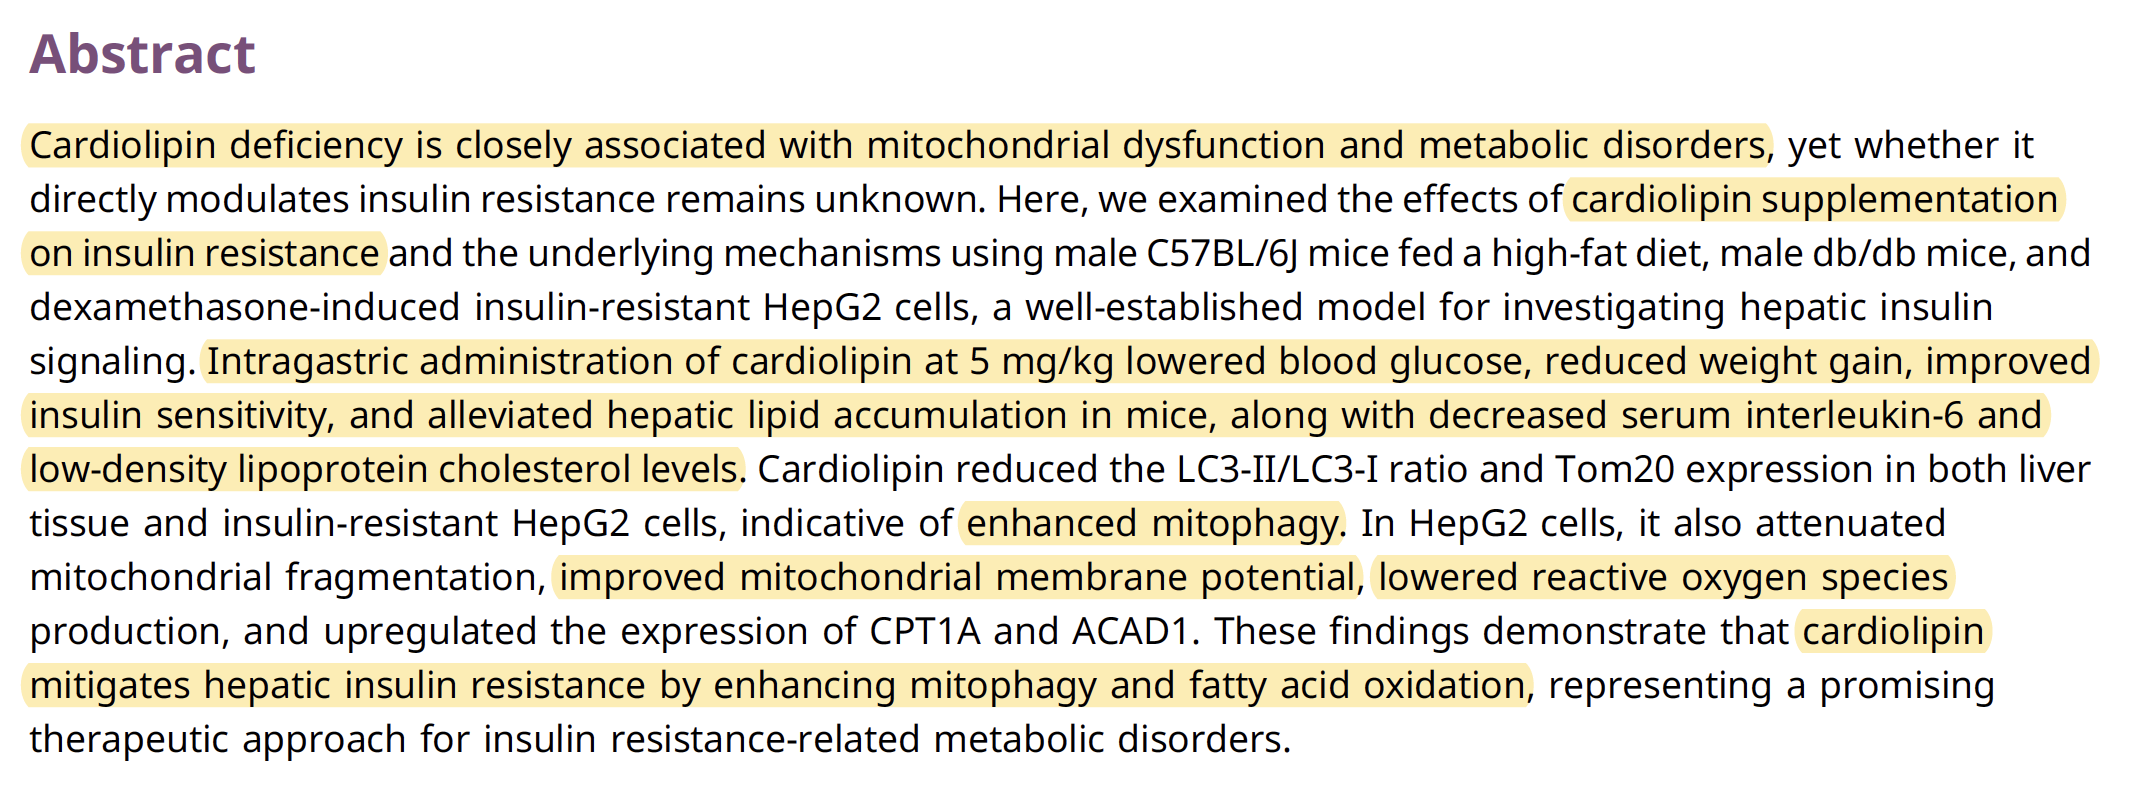 Abstract
Cardiolipin deficiency is closely associated with mitochondrial dysfunction and metabolic disorders, yet whether it
directly modulates insulin resistance remains unknown. Here, we examined the effects of cardiolipin supplementation
on insulin resistance and the underlying mechanisms using male C57BL/6J mice fed a high-fat diet, male db/db mice, and
dexamethasone-induced insulin-resistant HepG2 cells, a well-established model for investigating hepatic insulin
signaling. Intragastric administration of cardiolipin at 5 mg/kg lowered blood glucose, reduced weight gain, improved
insulin sensitivity, and alleviated hepatic lipid accumulation in mice, along with decreased serum interleukin-6 and
low-density lipoprotein cholesterol levels. Cardiolipin reduced the LC3-II/LC3-I ratio and Tom20 expression in both liver
tissue and insulin-resistant HepG2 cells, indicative of enhanced mitophagy. In HepG2 cells, it also attenuated
mitochondrial fragmentation, improved mitochondrial membrane potential, lowered reactive oxygen species
production, and upregulated the expression of CPT1A and ACAD1. These findings demonstrate that cardiolipin
mitigates hepatic insulin resistance by enhancing mitophagy and fatty acid oxidation, representing a promising
therapeutic approach for insulin resistance-related metabolic disorders.